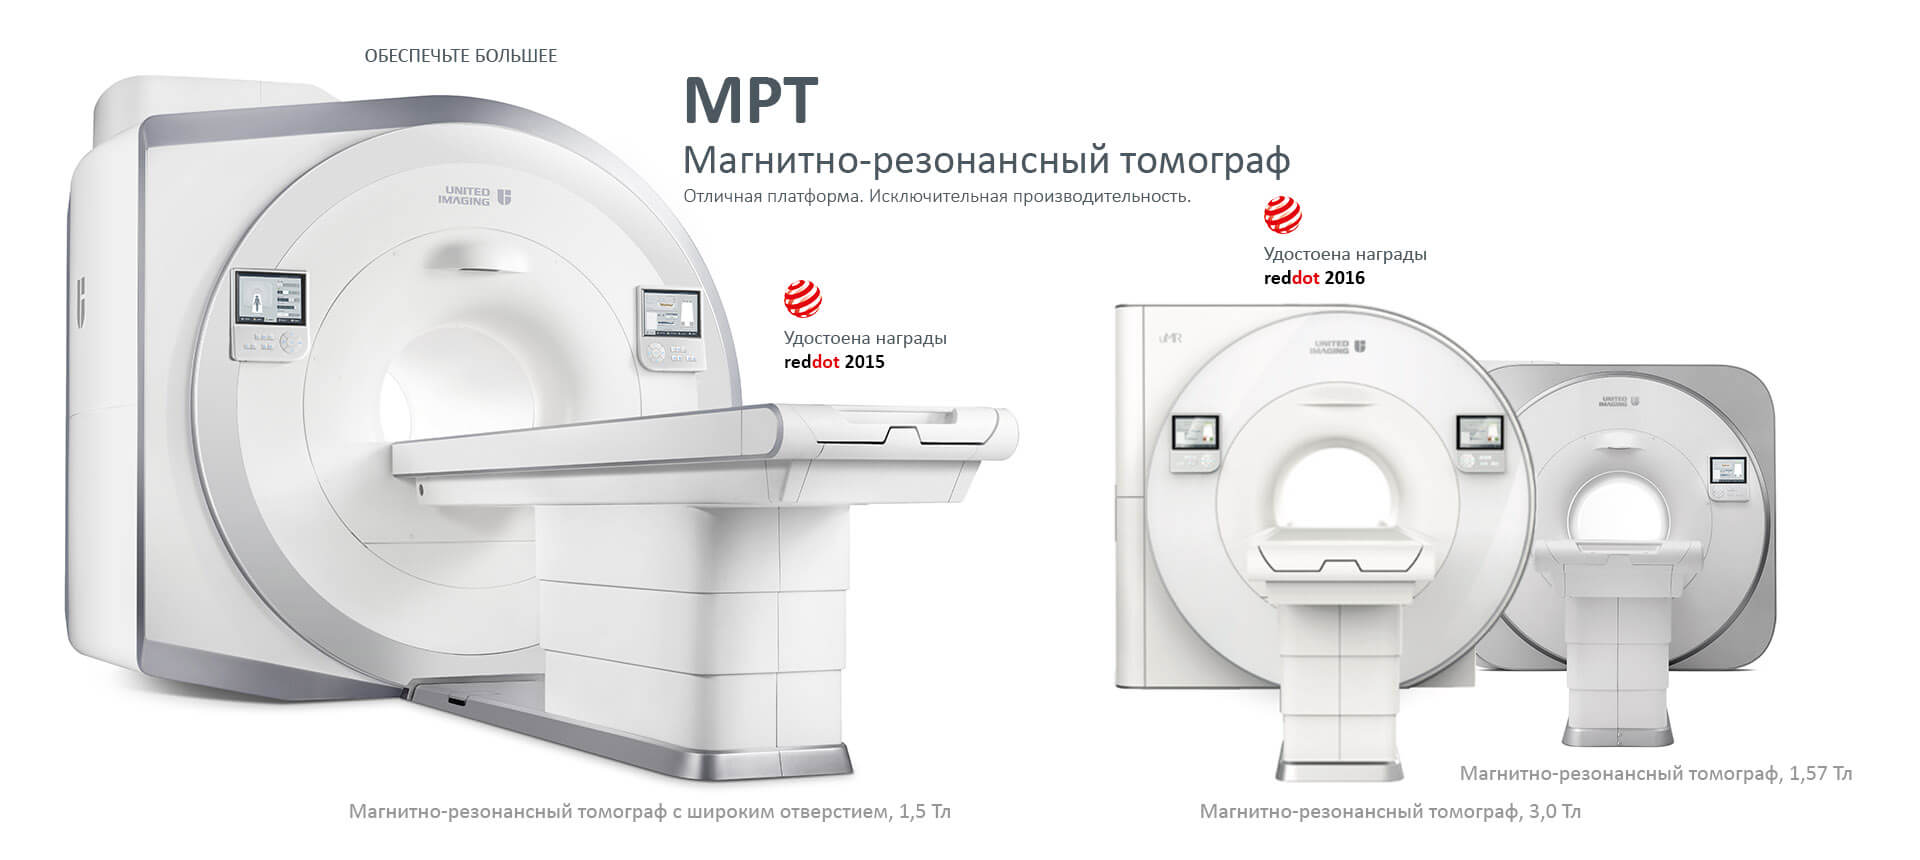 ОБЕСПЕЧЬТЕ БОЛЬШЕЕ
МРТ
Магнитно-резонансный томограф
Отличная платформа. Исключительная производительность.
UNITED
IMAGING
Удостоена награды
reddot 2015
Удостоена награды
reddot 2016
uMR
UNITED
IMAGING
UNITED
IMAGING
Магнитно-резонансный томограф, 1,57 Тл
Магнитно-резонансный томограф с широким отверстием, 1,5 Тл
Магнитно-резонансный томограф, 3,0 Тл